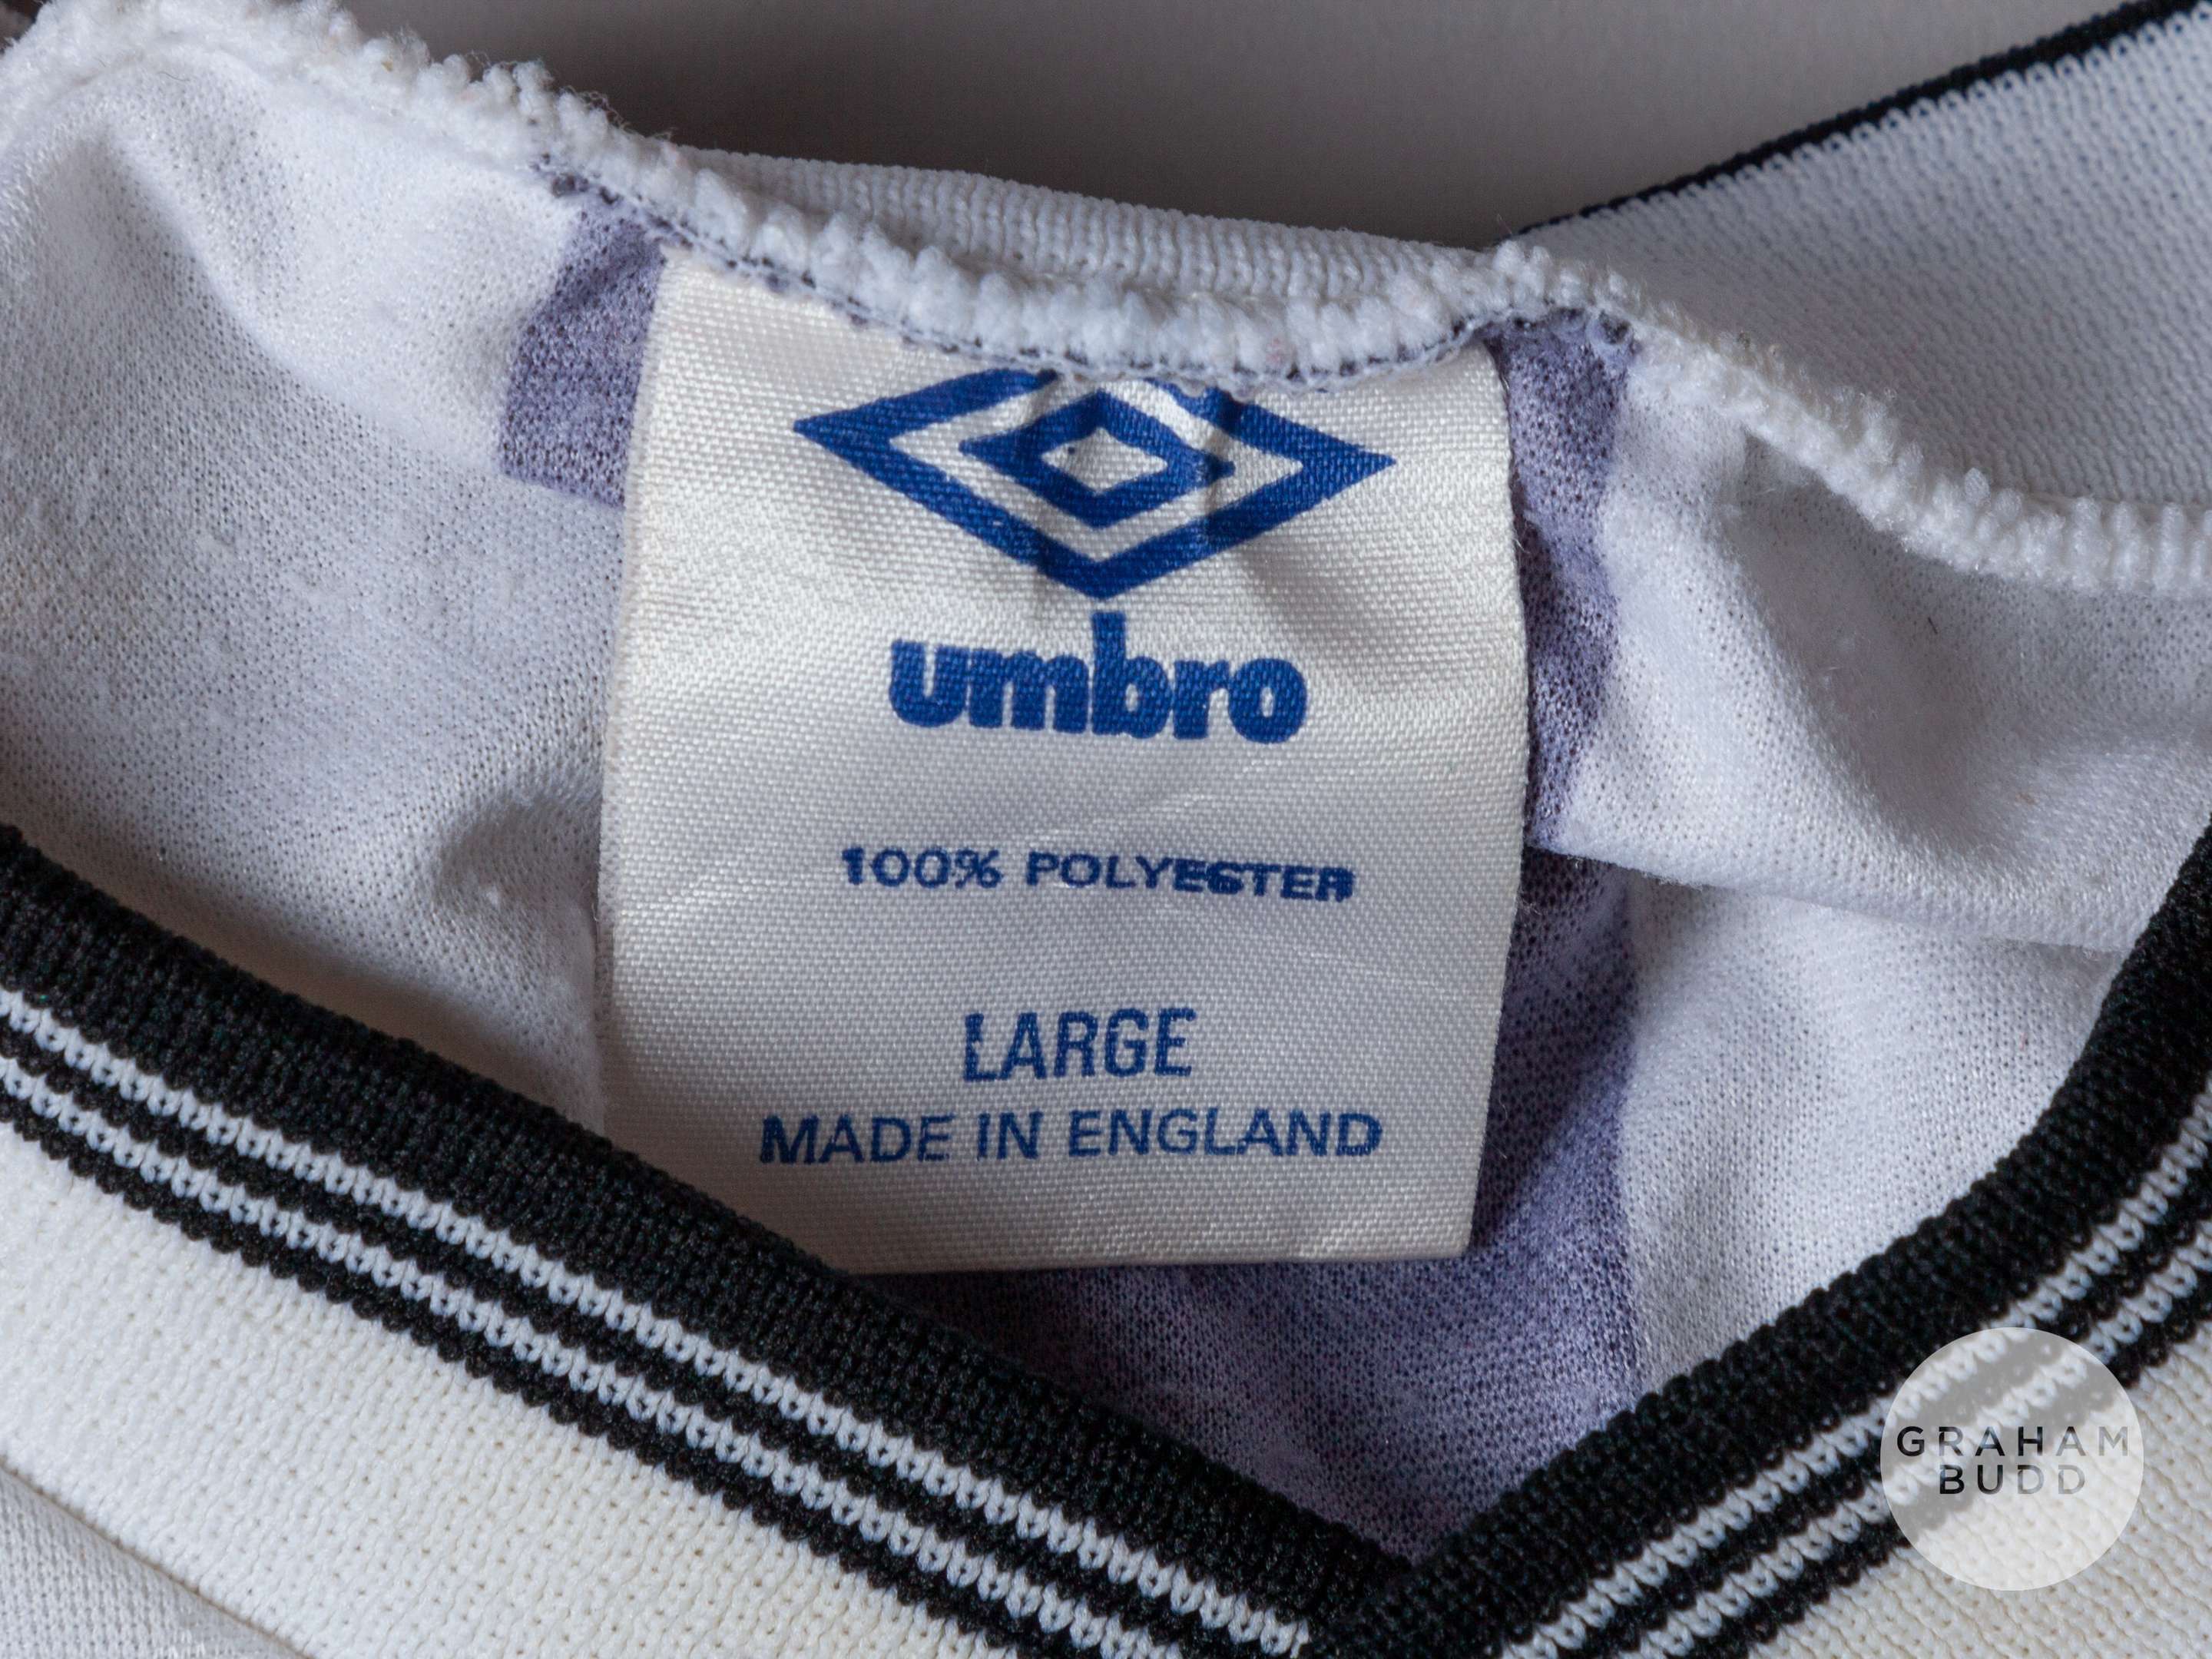 umbro
100% POLYESTER
LARGE
MADE IN ENGLAND
GRAHAM
BUDD